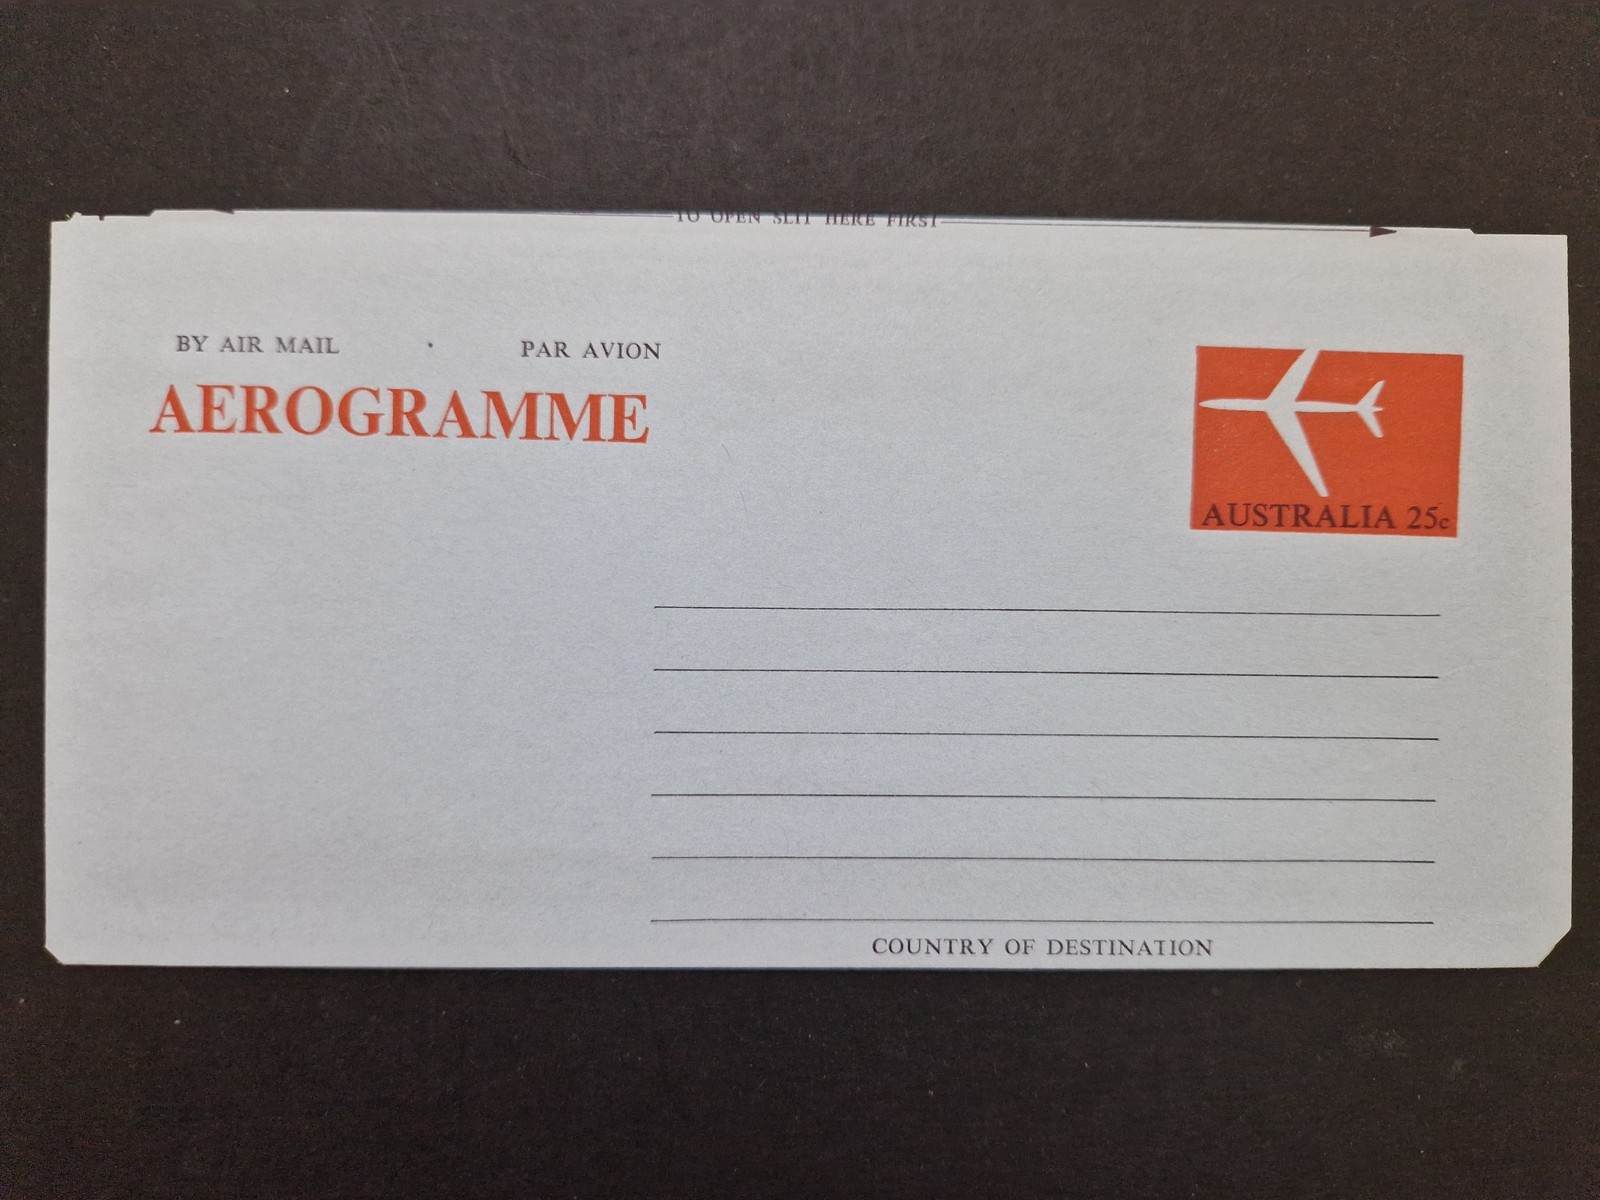 TO OPEN SLIT HERE FIRST
BY AIR MAIL · PAR AVION
AEROGRAMME
AUSTRALIA 25c
COUNTRY OF DESTINATION